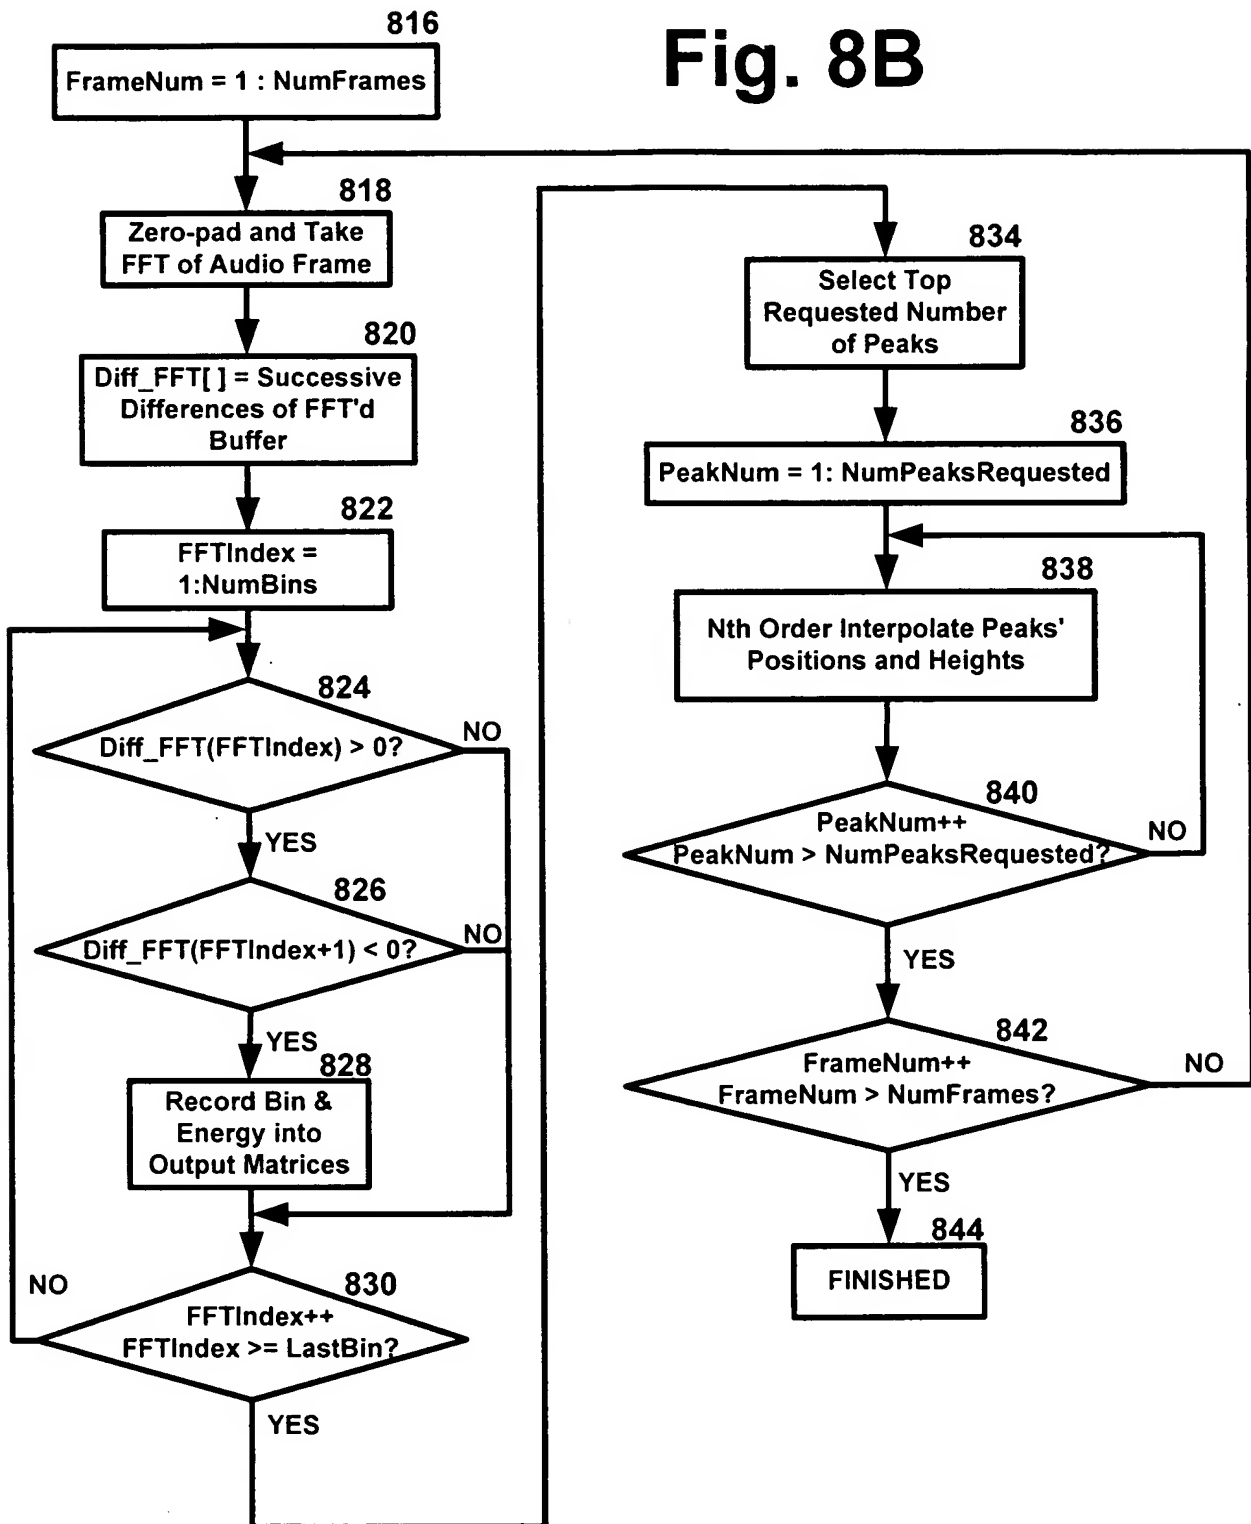 Fig. 8B
816
FrameNum = 1 : NumFrames
818
Zero-pad and Take
FFT of Audio Frame
820
Diff_FFT[ ] = Successive
Differences of FFT'd
Buffer
822
FFTIndex =
1:NumBins
824
Diff_FFT(FFTIndex) > 0?
NO
YES
826
Diff_FFT(FFTIndex+1) < 0?
NO
YES
828
Record Bin &
Energy into
Output Matrices
830
NO
FFTIndex++
FFTIndex >= LastBin?
YES
834
Select Top
Requested Number
of Peaks
836
PeakNum = 1: NumPeaksRequested
838
Nth Order Interpolate Peaks'
Positions and Heights
840
PeakNum++
PeakNum > NumPeaksRequested?
NO
YES
842
FrameNum++
FrameNum > NumFrames?
NO
YES
844
FINISHED